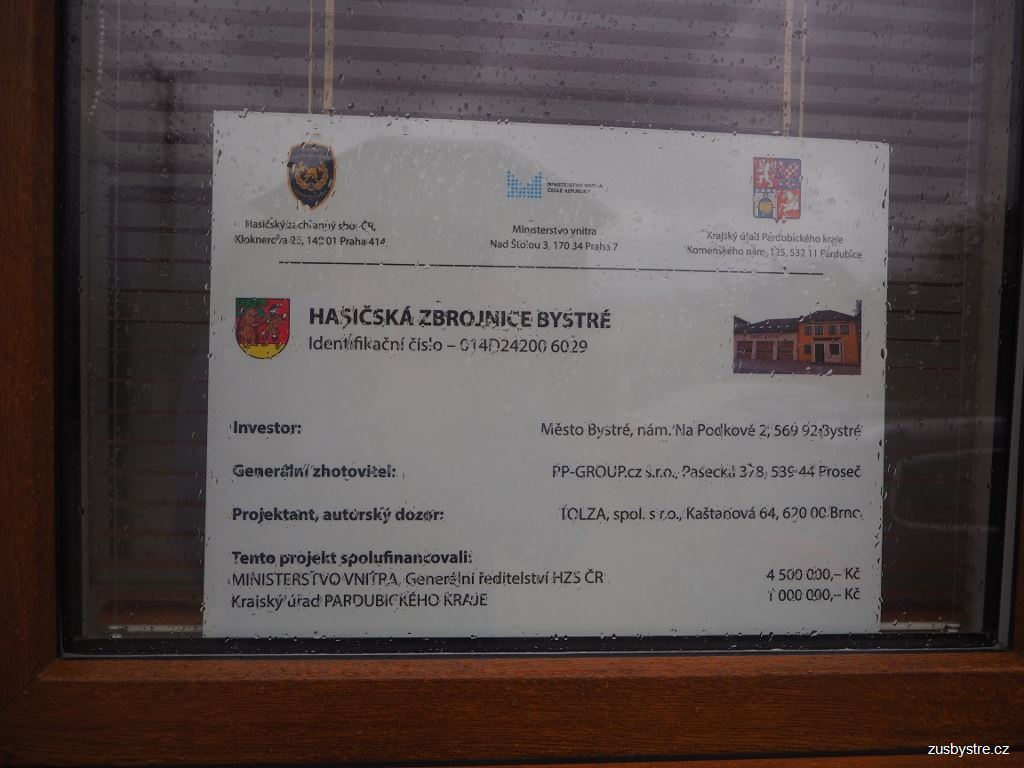 MINISTERSTVO VNITRA
ČESKÉ REPUBLIKY
Hasičský záchranný sbor ČR,
Kloknerova 26, 148 01 Praha 414
Ministerstvo vnitra
Nad Štolou 3, 170 34 Praha 7
Krajský úřad Pardubického kraje
Komenského nám. 125, 532 11 Pardubice
HASIČSKÁ ZBROJNICE BYSTRÉ
Identifikační číslo – 014D24200 6029
Investor: Město Bystré, nám. Na Podkově 2, 569 92 Bystré
Generální zhotovitel: PP-GROUP.cz s.r.o., Pasecká 378, 539 44 Proseč
Projektant, autorský dozor: TOLZA, spol. s r.o., Kaštanová 64, 620 00 Brno
Tento projekt spolufinancovali:
MINISTERSTVO VNITRA, Generální ředitelství HZS ČR 4 500 000,– Kč
Krajský úřad PARDUBICKÉHO KRAJE 1 000 000,– Kč
zusbystre.cz